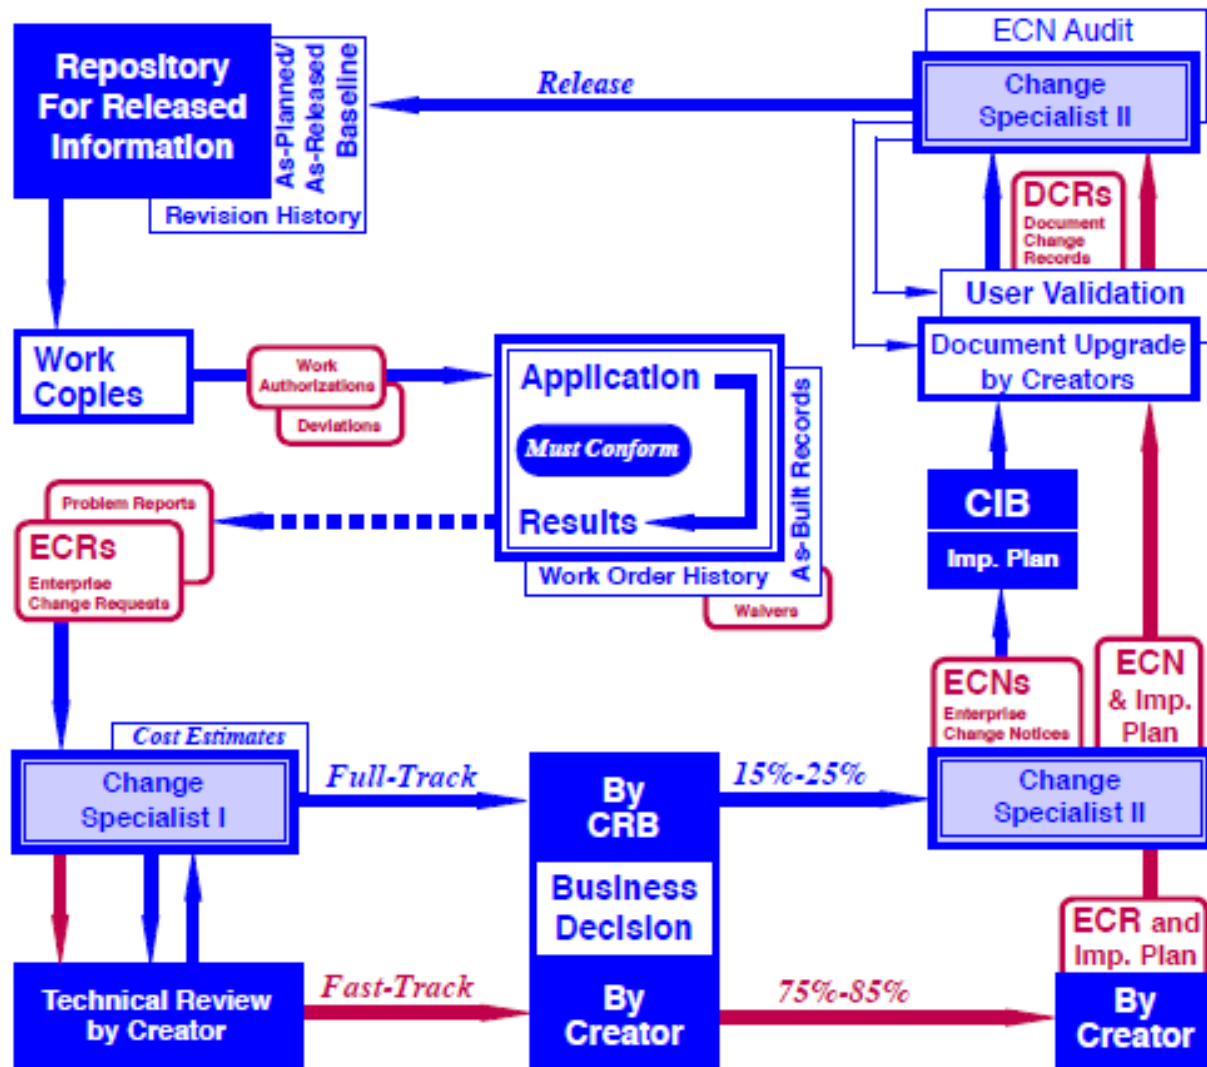 Repository
For Released
Information
As-Planned/
As-Released
Baseline
Revision History
Release
ECN Audit
Change
Specialist II
DCRs
Document
Change
Records
User Validation
Document Upgrade
by Creators
Work
Copies
Work
Authorizations
Deviations
Application
Must Conform
Results
As-Built Records
Work Order History
Waivers
Problem Reports
ECRs
Enterprise
Change Requests
CIB
Imp. Plan
ECNs
Enterprise
Change Notices
ECN
& Imp.
Plan
Cost Estimates
Change
Specialist I
Full-Track
By
CRB
Business
Decision
By
Creator
15%-25%
Change
Specialist II
ECR and
Imp. Plan
Technical Review
by Creator
Fast-Track
75%-85%
By
Creator